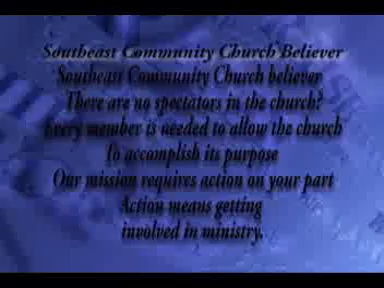 Southeast Community Church Believer
Southeast Community Church believer
There are no spectators in the church?
Every member is needed to allow the church
To accomplish its purpose
Our mission requires action on your part
Action means getting
involved in ministry.